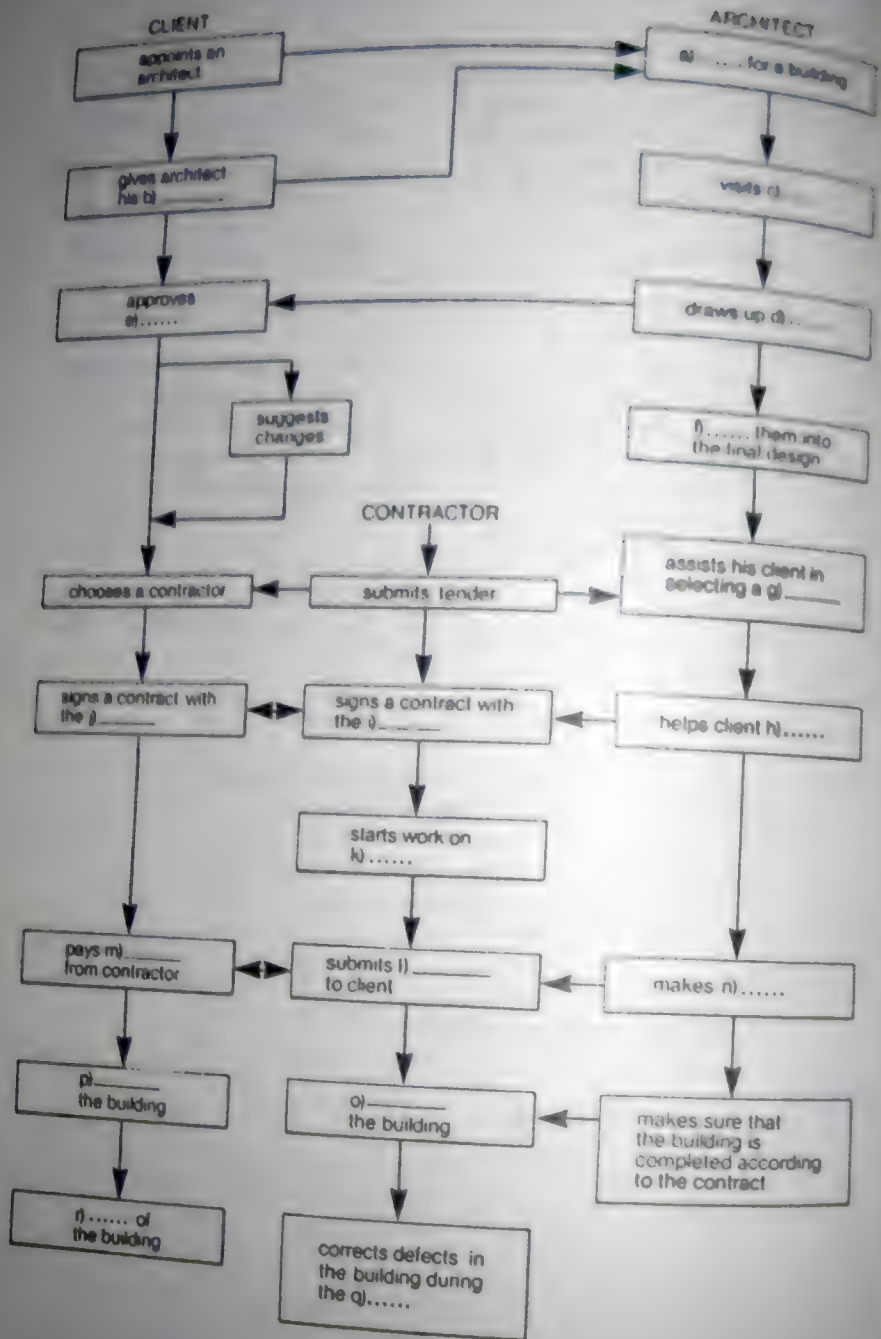 CLIENT
ARCHITECT
appoints an
architect
a) ...... for a building
gives architect
his b) ______
visits c) ......
approves
e)......
draws up d) ......
suggests
changes
f)...... them into
the final design
CONTRACTOR
chooses a contractor
submits tender
assists his client in
selecting a g)______
signs a contract with
the j)______
signs a contract with
the i)______
helps client h)......
starts work on
k)......
pays m)______
from contractor
submits l)______
to client
makes n)......
p)______
the building
o)______
the building
makes sure that
the building is
completed according
to the contract
r)...... of
the building
corrects defects in
the building during
the q)......